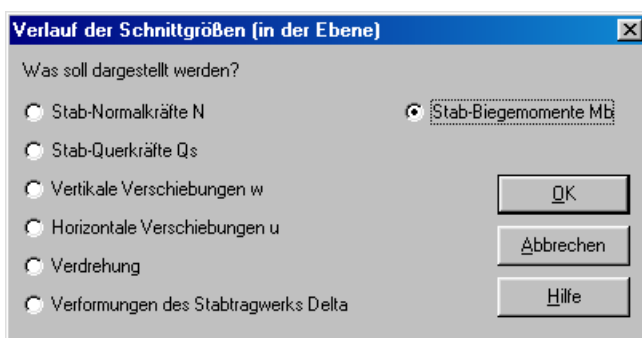 Verlauf der Schnittgrößen (in der Ebene)
Was soll dargestellt werden?
Stab-Normalkräfte N
Stab-Biegemomente Mb
Stab-Querkräfte Qs
Vertikale Verschiebungen w
OK
Horizontale Verschiebungen u
Abbrechen
Verdrehung
Hilfe
Verformungen des Stabtragwerks Delta